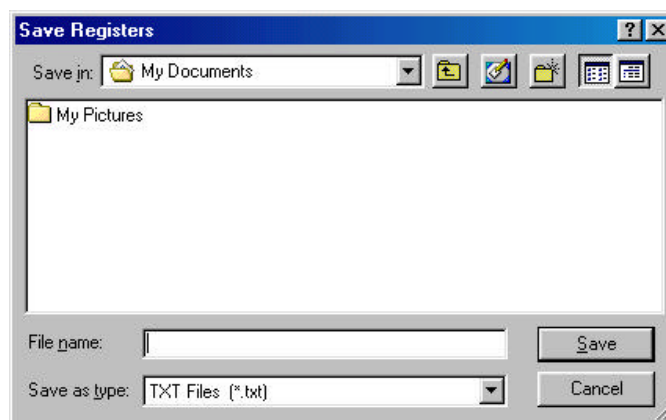 Save Registers
Save in: My Documents
My Pictures
File name: Save
Save as type: TXT Files (*.txt) Cancel